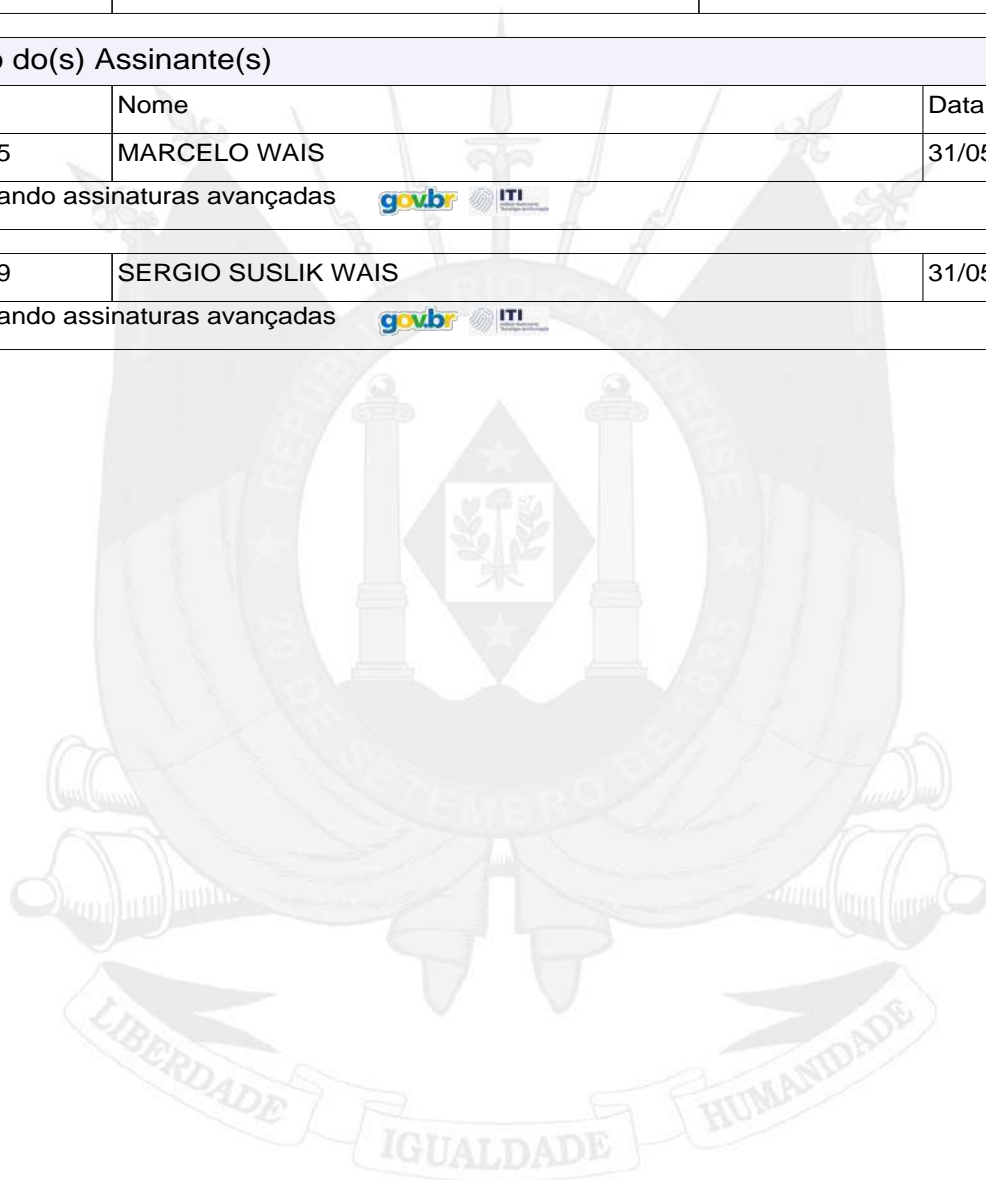 o do(s) Assinante(s)
Nome Data
5 MARCELO WAIS 31/05
ando assinaturas avançadas gov.br ITI
9 SERGIO SUSLIK WAIS 31/05
ando assinaturas avançadas gov.br ITI
REPÚBLICA RIO-GRANDENSE
20 DE SETEMBRO DE 1835
LIBERDADE IGUALDADE HUMANIDADE